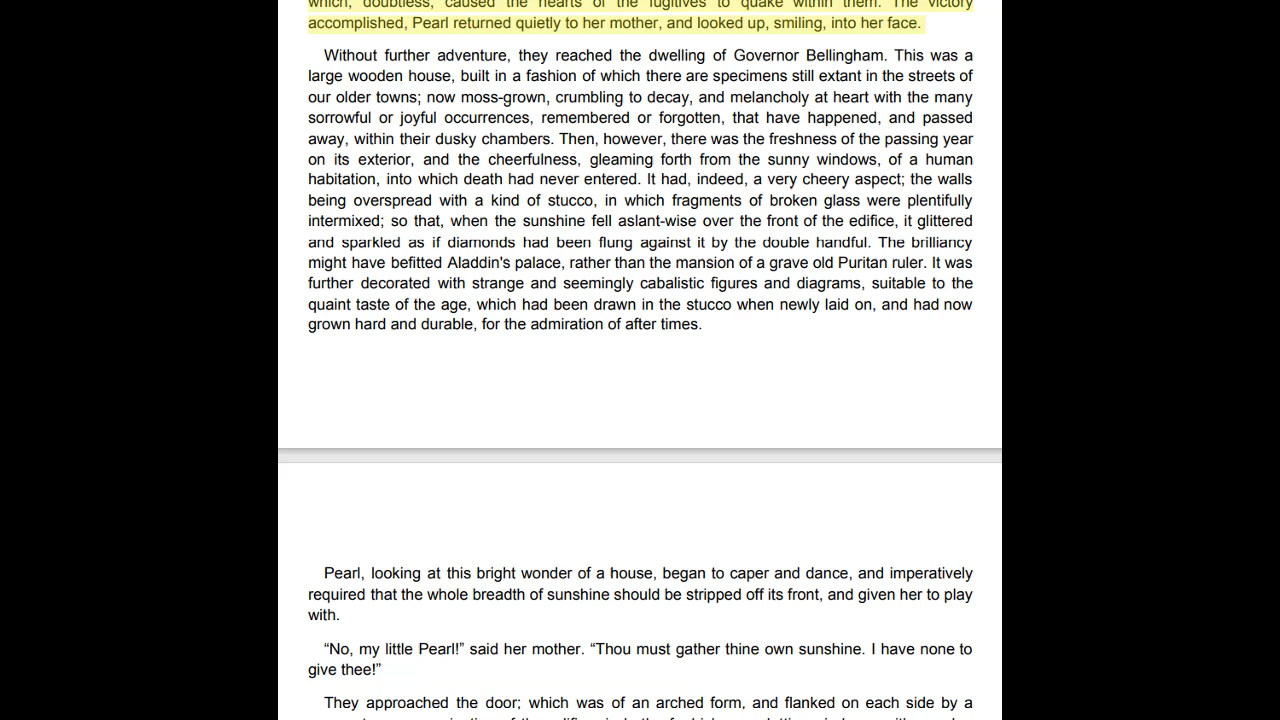 which, doubtless, caused the hearts of the fugitives to quake within them. The victory
accomplished, Pearl returned quietly to her mother, and looked up, smiling, into her face.
Without further adventure, they reached the dwelling of Governor Bellingham. This was a
large wooden house, built in a fashion of which there are specimens still extant in the streets of
our older towns; now moss-grown, crumbling to decay, and melancholy at heart with the many
sorrowful or joyful occurrences, remembered or forgotten, that have happened, and passed
away, within their dusky chambers. Then, however, there was the freshness of the passing year
on its exterior, and the cheerfulness, gleaming forth from the sunny windows, of a human
habitation, into which death had never entered. It had, indeed, a very cheery aspect; the walls
being overspread with a kind of stucco, in which fragments of broken glass were plentifully
intermixed; so that, when the sunshine fell aslant-wise over the front of the edifice, it glittered
and sparkled as if diamonds had been flung against it by the double handful. The brilliancy
might have befitted Aladdin's palace, rather than the mansion of a grave old Puritan ruler. It was
further decorated with strange and seemingly cabalistic figures and diagrams, suitable to the
quaint taste of the age, which had been drawn in the stucco when newly laid on, and had now
grown hard and durable, for the admiration of after times.
Pearl, looking at this bright wonder of a house, began to caper and dance, and imperatively
required that the whole breadth of sunshine should be stripped off its front, and given her to play
with.
“No, my little Pearl!” said her mother. “Thou must gather thine own sunshine. I have none to
give thee!”
They approached the door; which was of an arched form, and flanked on each side by a